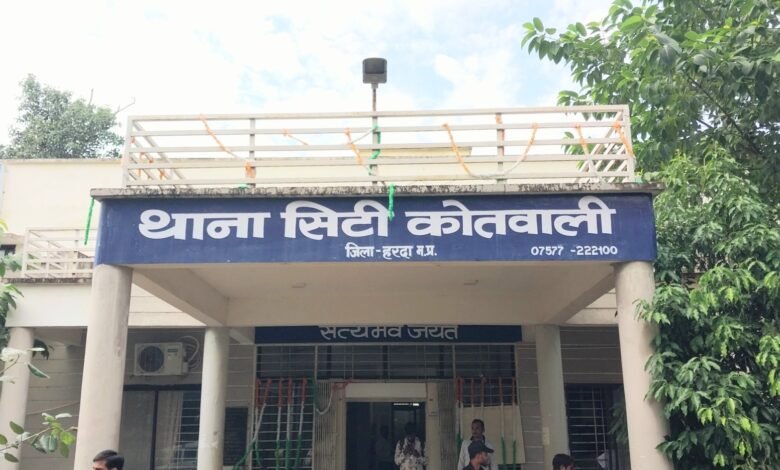 थाना सिटी कोतवाली
जिला-हरदा म.प्र.
07577 -222100
सत्यमेव जयते